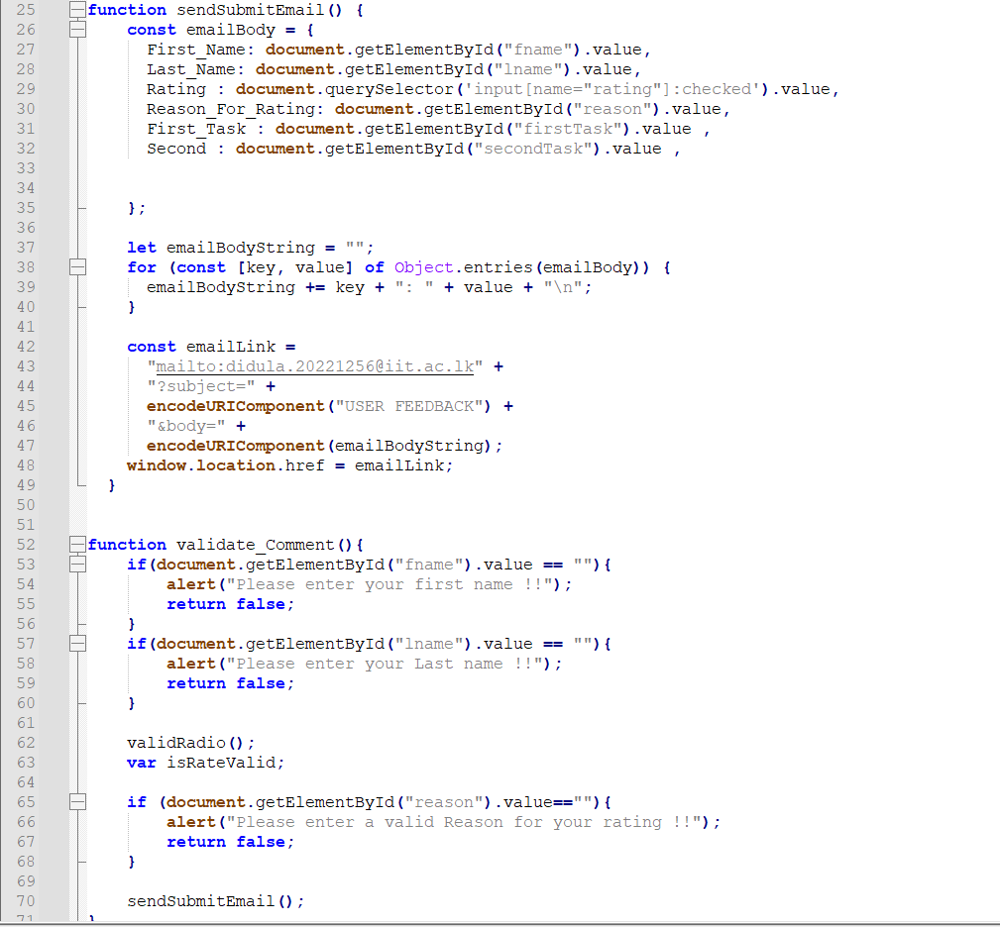 25 function sendSubmitEmail() {
26 const emailBody = {
27 First_Name: document.getElementById("fname").value,
28 Last_Name: document.getElementById("lname").value,
29 Rating : document.querySelector('input[name="rating"]:checked').value,
30 Reason_For_Rating: document.getElementById("reason").value,
31 First_Task : document.getElementById("firstTask").value ,
32 Second : document.getElementById("secondTask").value ,
33
34
35 };
36
37 let emailBodyString = "";
38 for (const [key, value] of Object.entries(emailBody)) {
39 emailBodyString += key + ": " + value + "\n";
40 }
41
42 const emailLink =
43 "mailto:didula.20221256@iit.ac.lk" +
44 "?subject=" +
45 encodeURIComponent("USER FEEDBACK") +
46 "&body=" +
47 encodeURIComponent(emailBodyString);
48 window.location.href = emailLink;
49 }
50
51
52 function validate_Comment(){
53 if(document.getElementById("fname").value == ""){
54 alert("Please enter your first name !!");
55 return false;
56 }
57 if(document.getElementById("lname").value == ""){
58 alert("Please enter your Last name !!");
59 return false;
60 }
61
62 validRadio();
63 var isRateValid;
64
65 if (document.getElementById("reason").value==""){
66 alert("Please enter a valid Reason for your rating !!");
67 return false;
68 }
69
70 sendSubmitEmail();
71 }